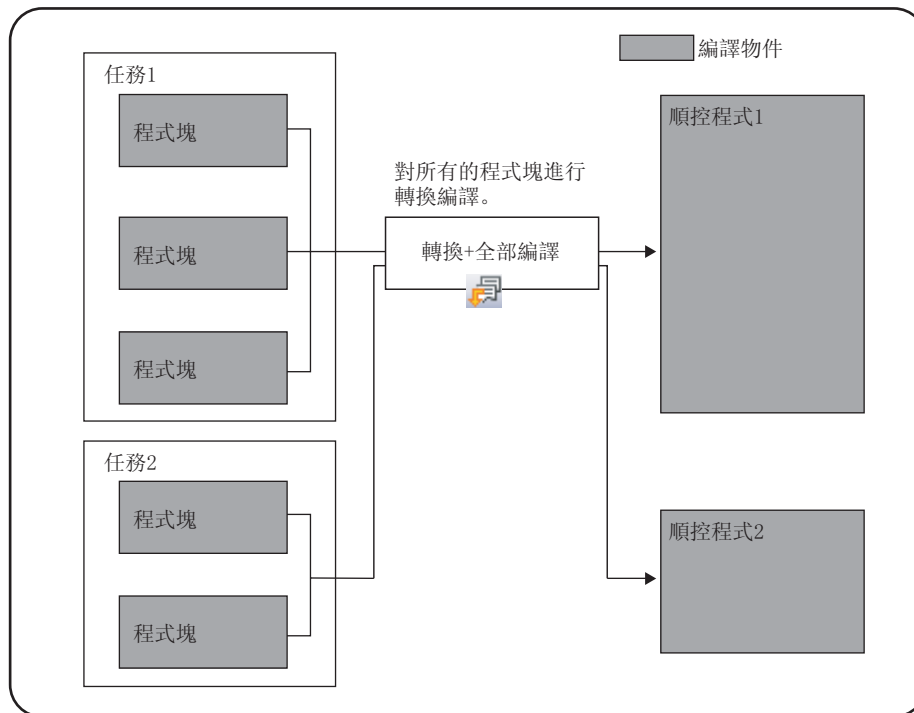 編譯物件
任務1
程式塊
程式塊
程式塊
對所有的程式塊進行
轉換編譯。
轉換+全部編譯
順控程式1
任務2
程式塊
程式塊
順控程式2